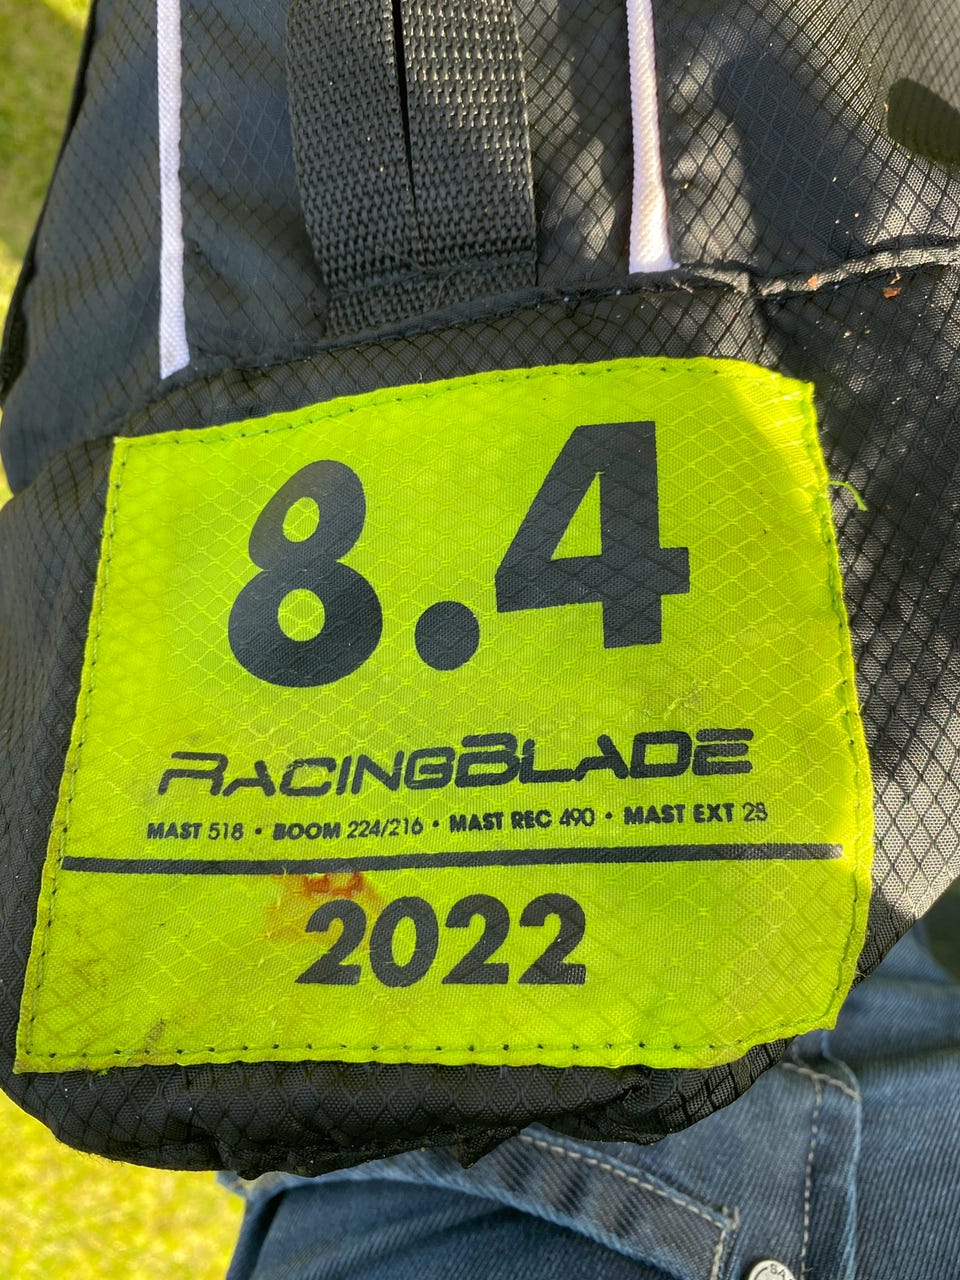 8.4
RACINGBLADE
MAST 518 • BOOM 224/216 • MAST REC 490 • MAST EXT 28
2022